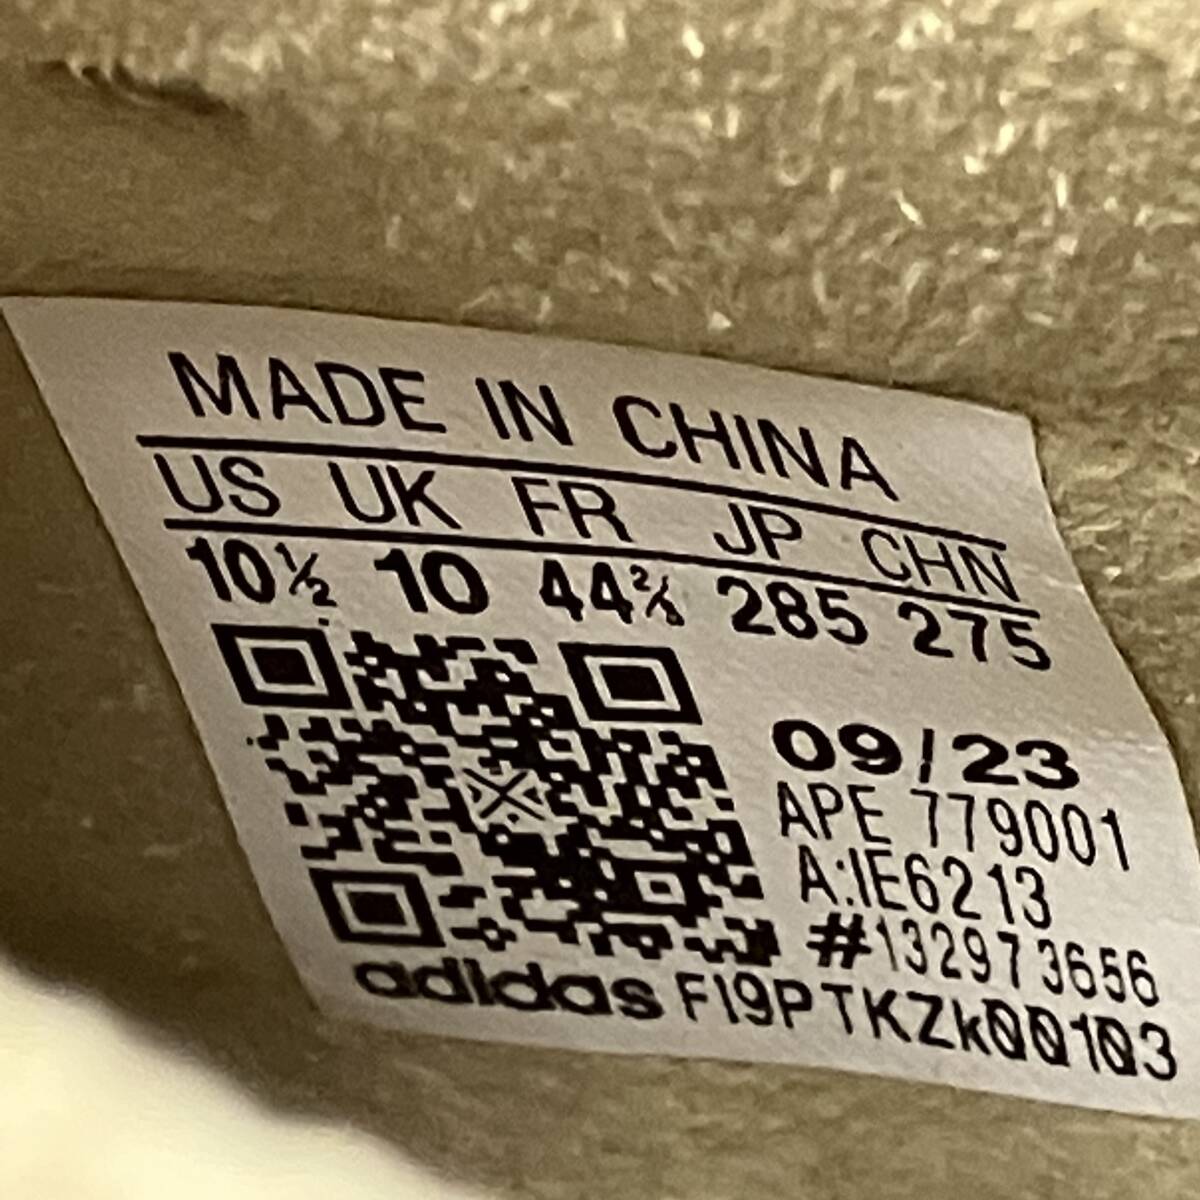 MADE IN CHINA
US UK FR JP CHN
10½ 10 44⅔ 285 275
09/23
APE 779001
A:IE6213
#132973656
adidas F19PTKZk00103